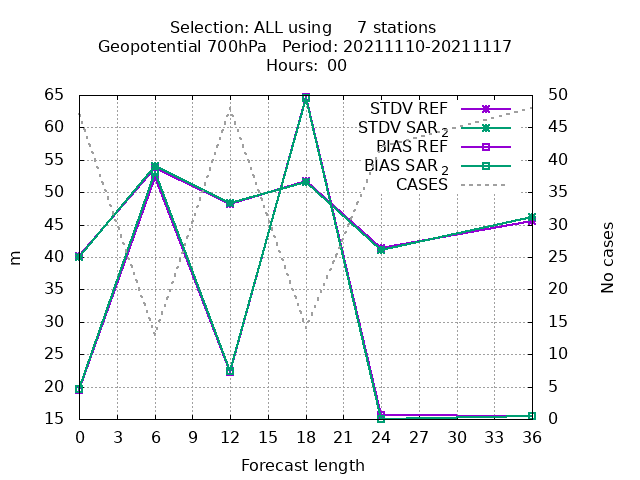 Selection: ALL using 7 stations
Geopotential 700hPa Period: 20211110-20211117
Hours: 00
65
60
55
50
45
40
35
30
25
20
15
50
45
40
35
30
25
20
15
10
5
0
STDV REF
STDV SAR2
BIAS REF
BIAS SAR2
CASES
m
No cases
0 3 6 9 12 15 18 21 24 27 30 33 36
Forecast length